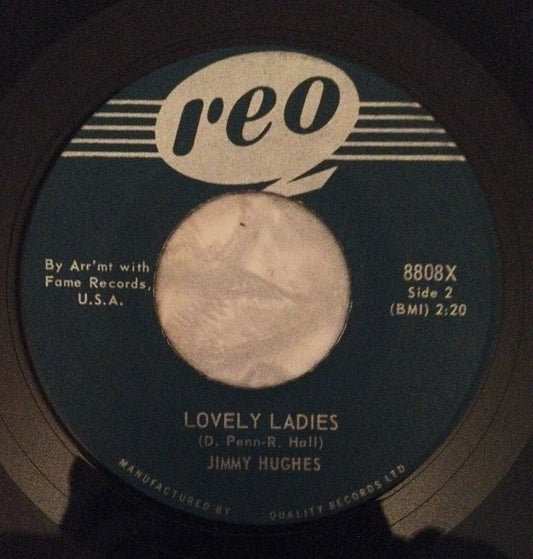 reo
By Arr'mt with
Fame Records,
U.S.A.
8808X
Side 2
(BMI) 2:20
LOVELY LADIES
(D. Penn-R. Hall)
JIMMY HUGHES
MANUFACTURED BY QUALITY RECORDS LTD